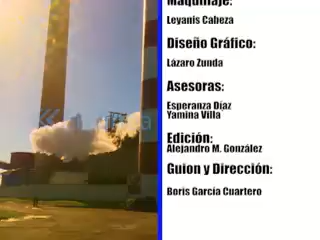 Maquillaje:
Leyanis Cabeza
Diseño Gráfico:
Lázaro Zunda
Asesoras:
Esperanza Díaz
Yamina Villa
Edición:
Alejandro M. González
Guion y Dirección:
Boris García Cuartero